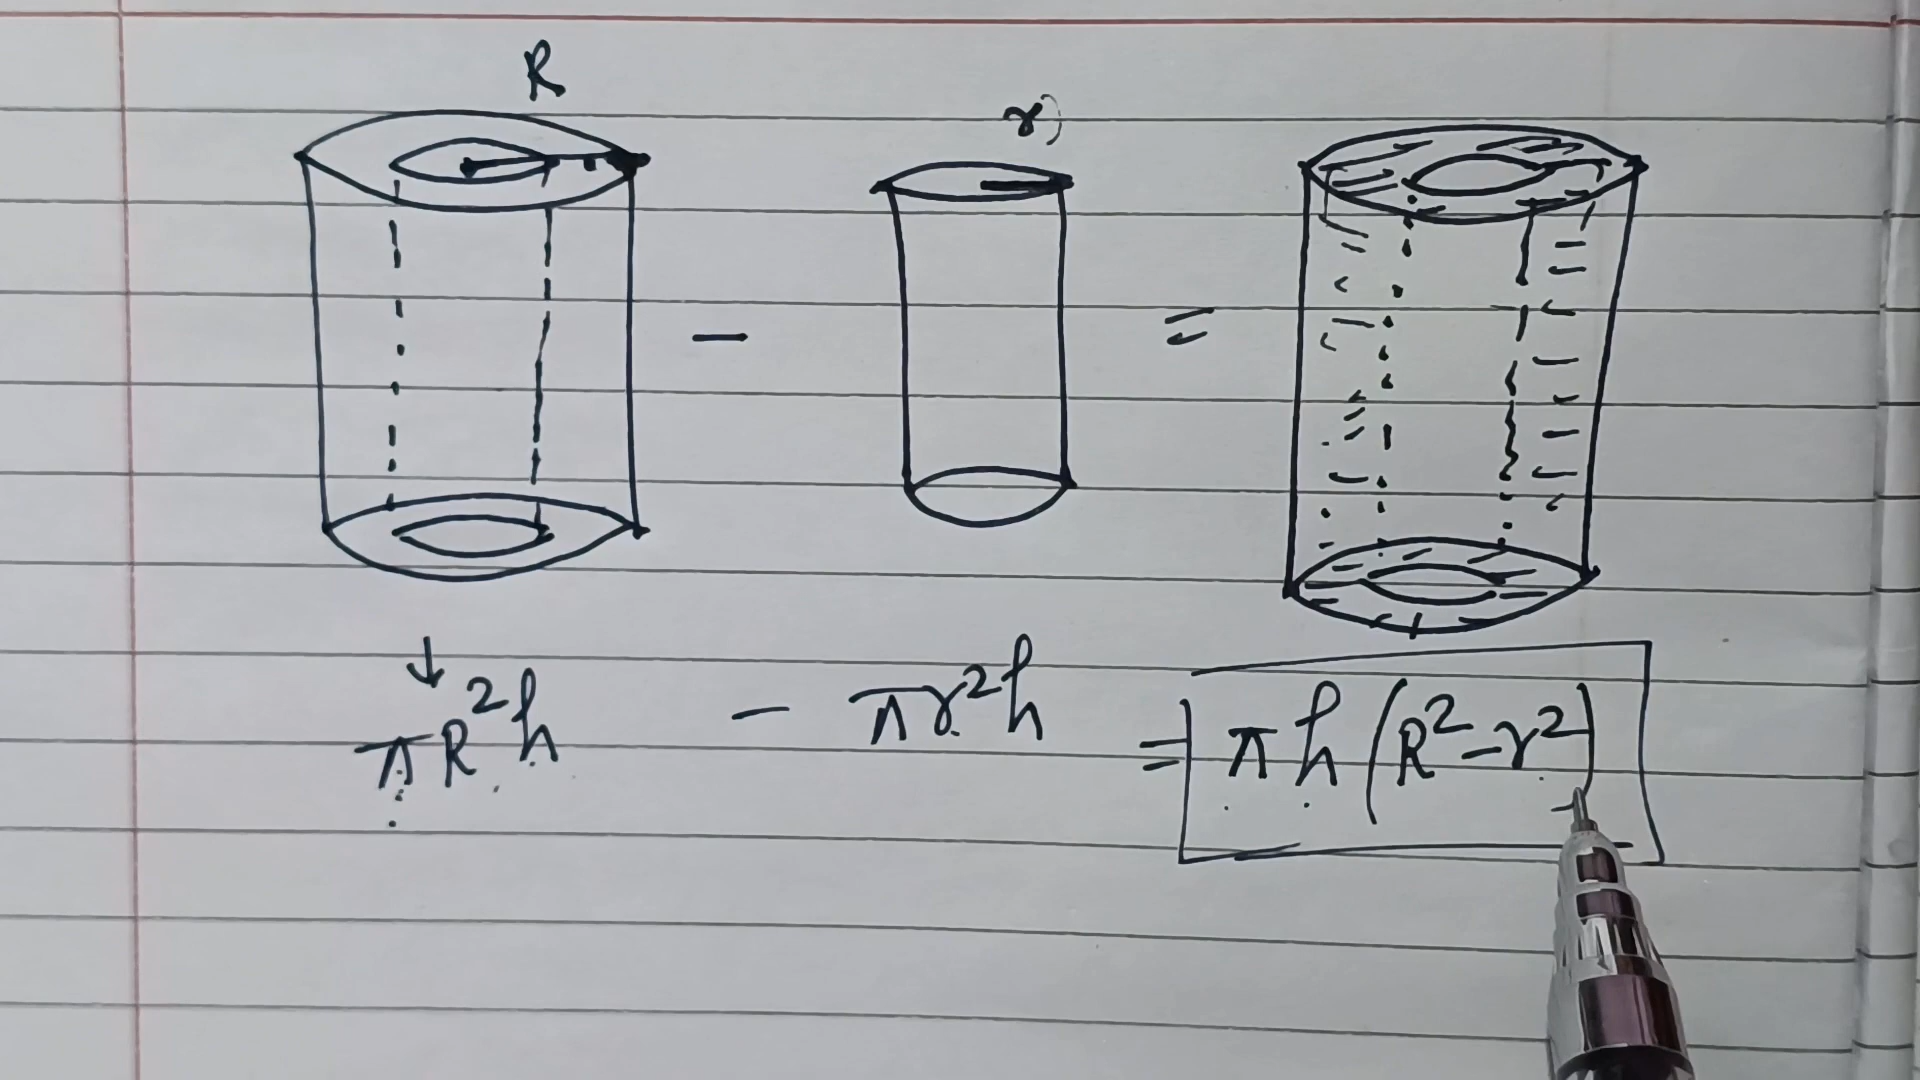 R
r
− =
πR²h − πr²h = πh(R²−r²)